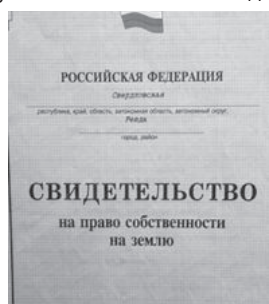 РОССИЙСКАЯ ФЕДЕРАЦИЯ
Свердловская
республика, край, область, автономная область, автономный округ,
Ревда
город, район
СВИДЕТЕЛЬСТВО
на право собственности
на землю